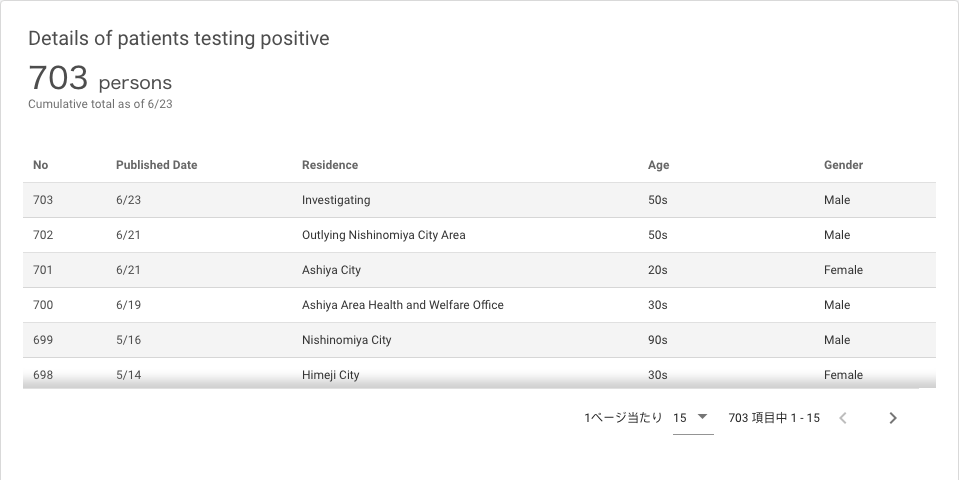 Details of patients testing positive
703 persons
Cumulative total as of 6/23
No Published Date Residence Age Gender
703 6/23 Investigating 50s Male
702 6/21 Outlying Nishinomiya City Area 50s Male
701 6/21 Ashiya City 20s Female
700 6/19 Ashiya Area Health and Welfare Office 30s Male
699 5/16 Nishinomiya City 90s Male
698 5/14 Himeji City 30s Female
1ページ当たり 15 703 項目中 1 - 15